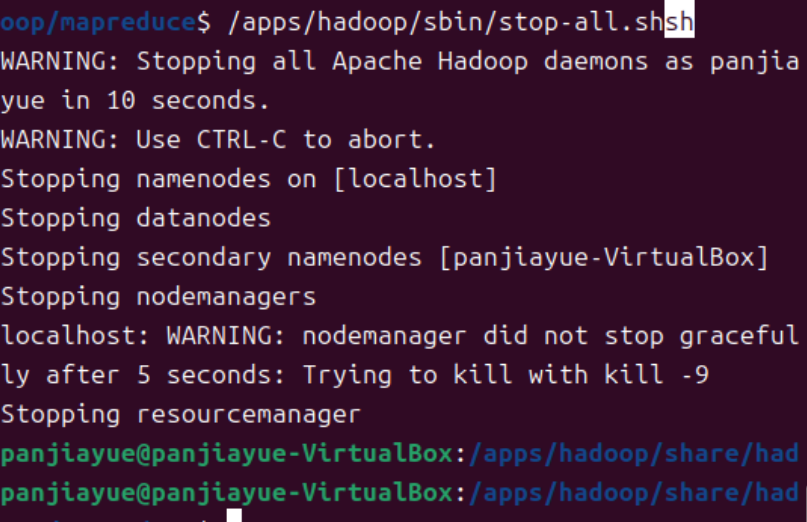 oop/mapreduce$ /apps/hadoop/sbin/stop-all.shsh
WARNING: Stopping all Apache Hadoop daemons as panjia
yue in 10 seconds.
WARNING: Use CTRL-C to abort.
Stopping namenodes on [localhost]
Stopping datanodes
Stopping secondary namenodes [panjiayue-VirtualBox]
Stopping nodemanagers
localhost: WARNING: nodemanager did not stop graceful
ly after 5 seconds: Trying to kill with kill -9
Stopping resourcemanager
panjiayue@panjiayue-VirtualBox:/apps/hadoop/share/had
panjiayue@panjiayue-VirtualBox:/apps/hadoop/share/had